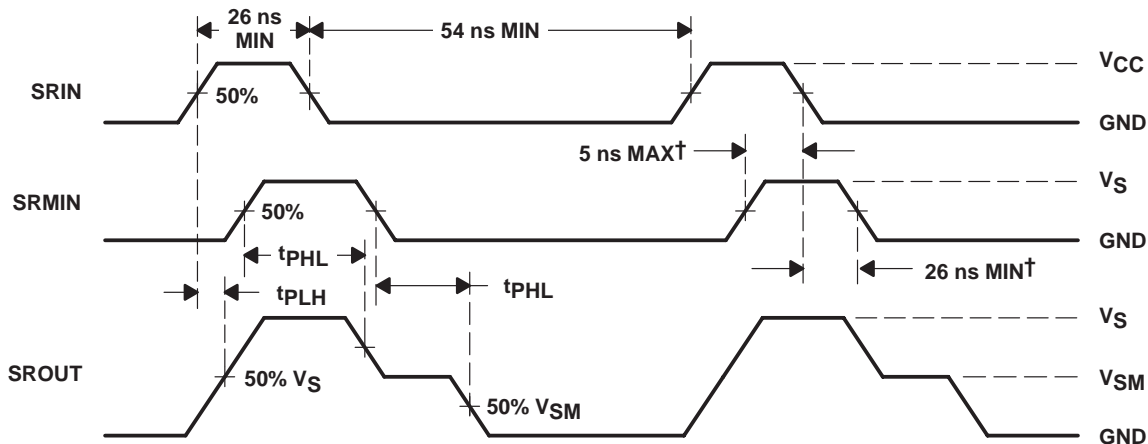 26 ns
MIN
54 ns MIN
VCC
SRIN
50%
GND
5 ns MAX†
VS
SRMIN
50%
GND
tPHL
26 ns MIN†
tPHL
tPLH
VS
SROUT
50% VS
VSM
50% VSM
GND